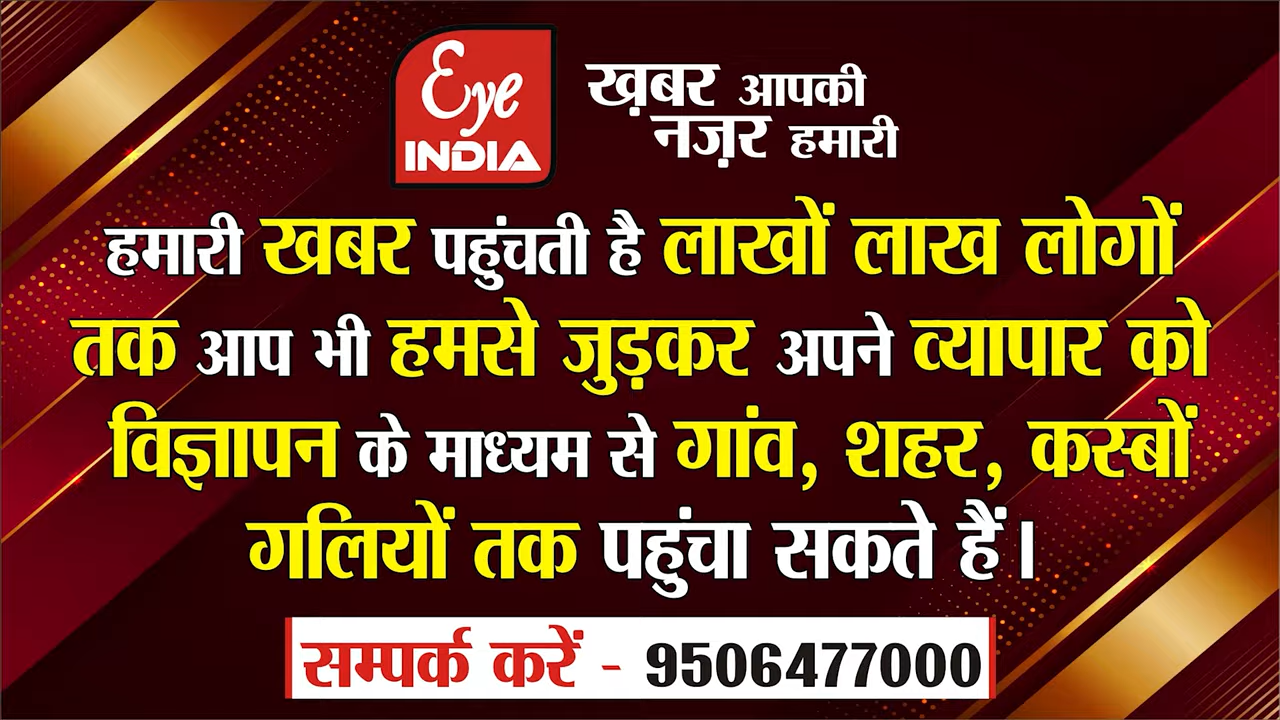 Eye
INDIA
ख़बर आपकी
नज़र हमारी
हमारी खबर पहुंचती है लाखों लाख लोगों
तक आप भी हमसे जुड़कर अपने व्यापार को
विज्ञापन के माध्यम से गांव, शहर, कस्बों
गलियों तक पहुंचा सकते हैं।
सम्पर्क करें - 9506477000